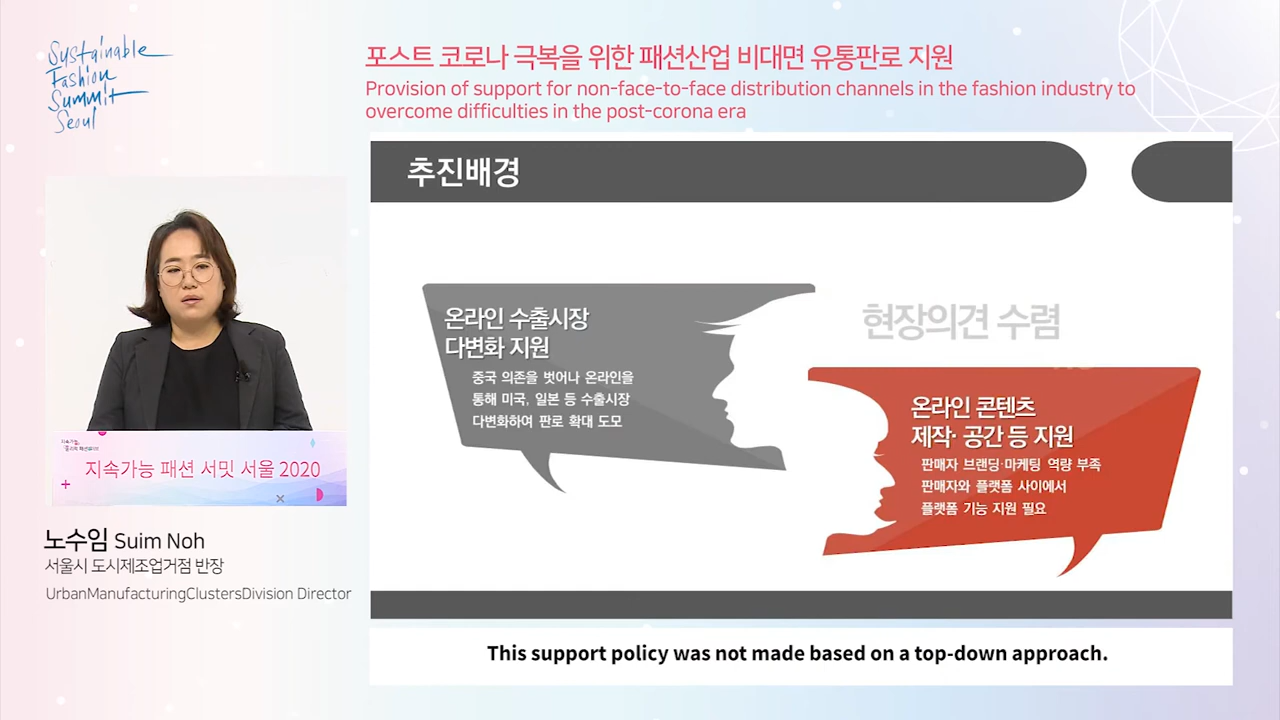 Sustainable
Fashion
Summit
Seoul
포스트 코로나 극복을 위한 패션산업 비대면 유통판로 지원
Provision of support for non-face-to-face distribution channels in the fashion industry to
overcome difficulties in the post-corona era
추진배경
온라인 수출시장
다변화 지원
중국 의존을 벗어나 온라인을
통해 미국, 일본 등 수출시장
다변화하여 판로 확대 도모
현장의견 수렴
온라인 콘텐츠
제작· 공간 등 지원
판매자 브랜딩·마케팅 역량 부족
판매자와 플랫폼 사이에서
플랫폼 기능 지원 필요
지속가능 패션 서밋 서울 2020
노수임 Suim Noh
서울시 도시제조업거점 반장
UrbanManufacturingClustersDivision Director
This support policy was not made based on a top-down approach.